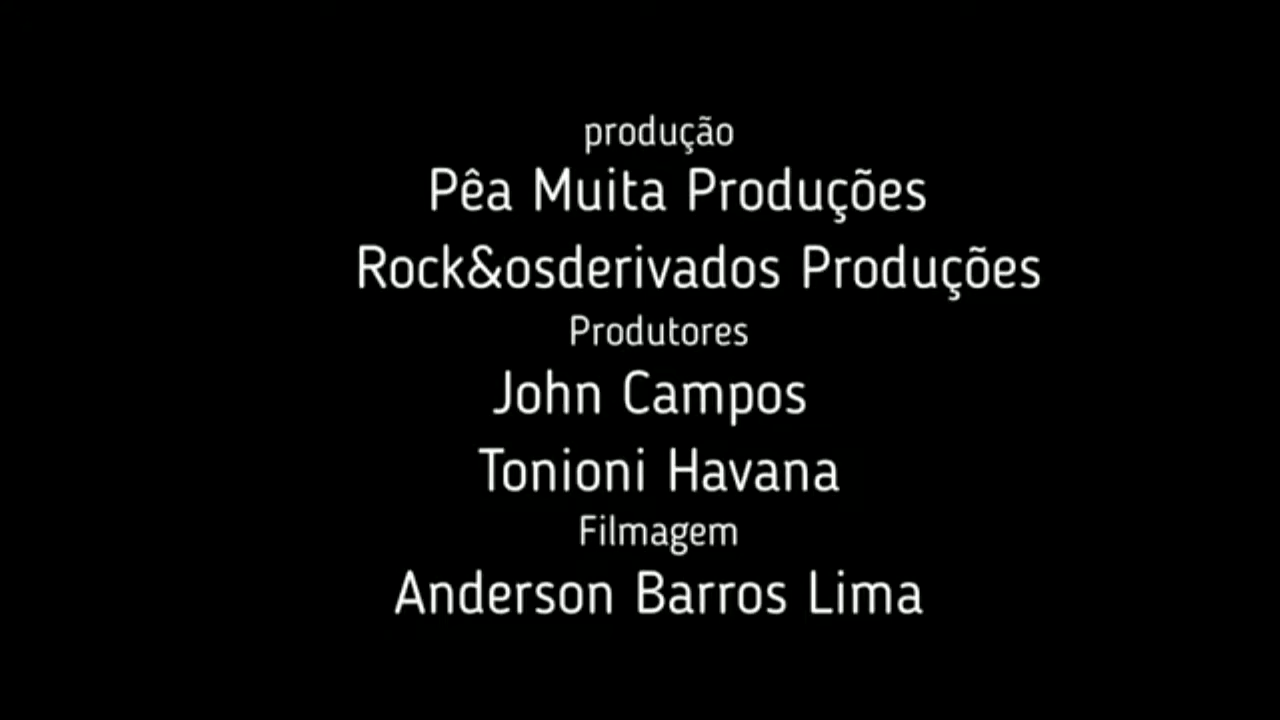 produção
Pêa Muita Produções
Rock&osderivados Produções
Produtores
John Campos
Tonioni Havana
Filmagem
Anderson Barros Lima